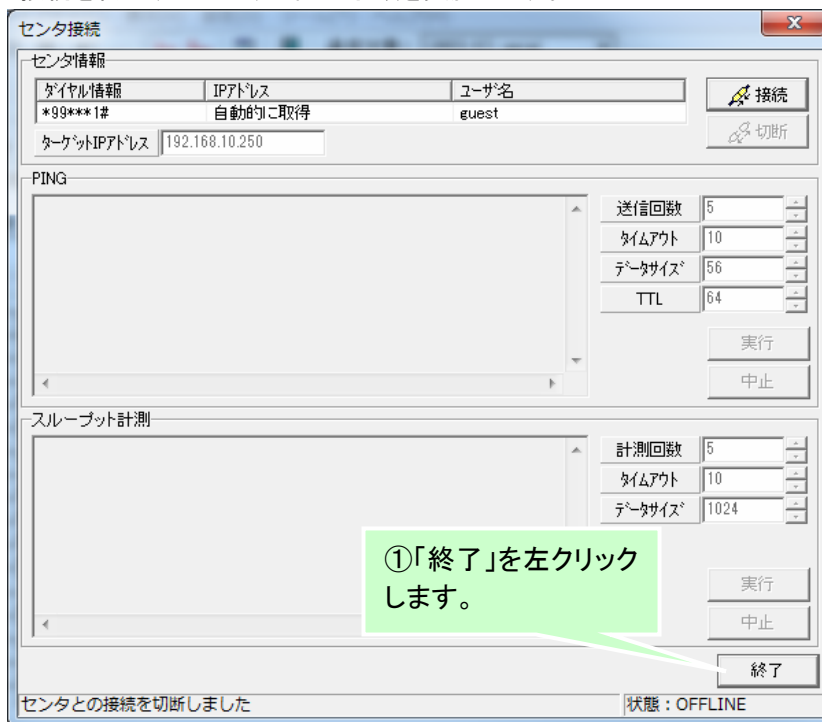 センタ接続
センタ情報
ﾀﾞｲﾔﾙ情報 IPｱﾄﾞﾚｽ ﾕｰｻﾞ名
*99***1# 自動的に取得 guest
接続
ﾀｰｹﾞｯﾄIPｱﾄﾞﾚｽ 192.168.10.250
切断
PING
送信回数 5
ﾀｲﾑｱｳﾄ 10
ﾃﾞｰﾀｻｲｽﾞ 56
TTL 64
実行
中止
スループット計測
計測回数 5
ﾀｲﾑｱｳﾄ 10
ﾃﾞｰﾀｻｲｽﾞ 1024
①「終了」を左クリック
します。
実行
中止
終了
センタとの接続を切断しました 状態：OFFLINE